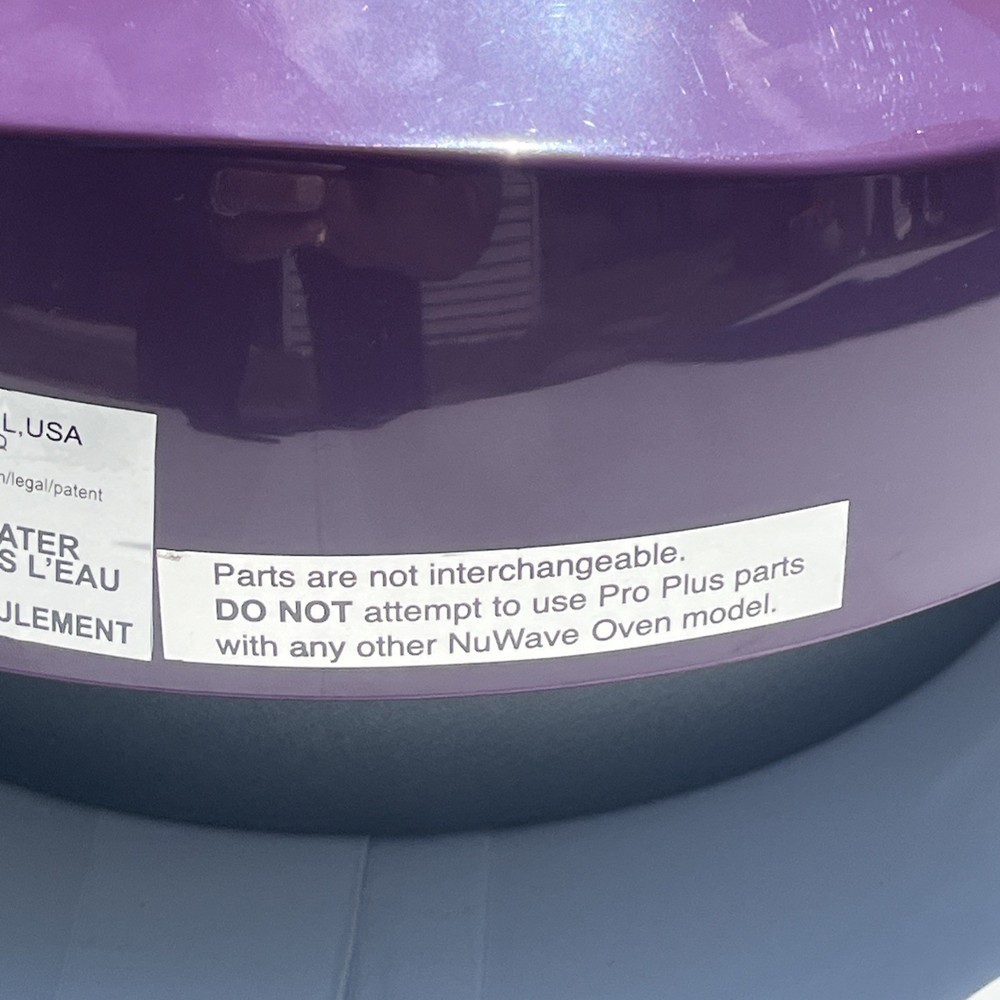 L,USA
n/legal/patent
ATER
S L'EAU
ULEMENT
Parts are not interchangeable.
DO NOT attempt to use Pro Plus parts
with any other NuWave Oven model.